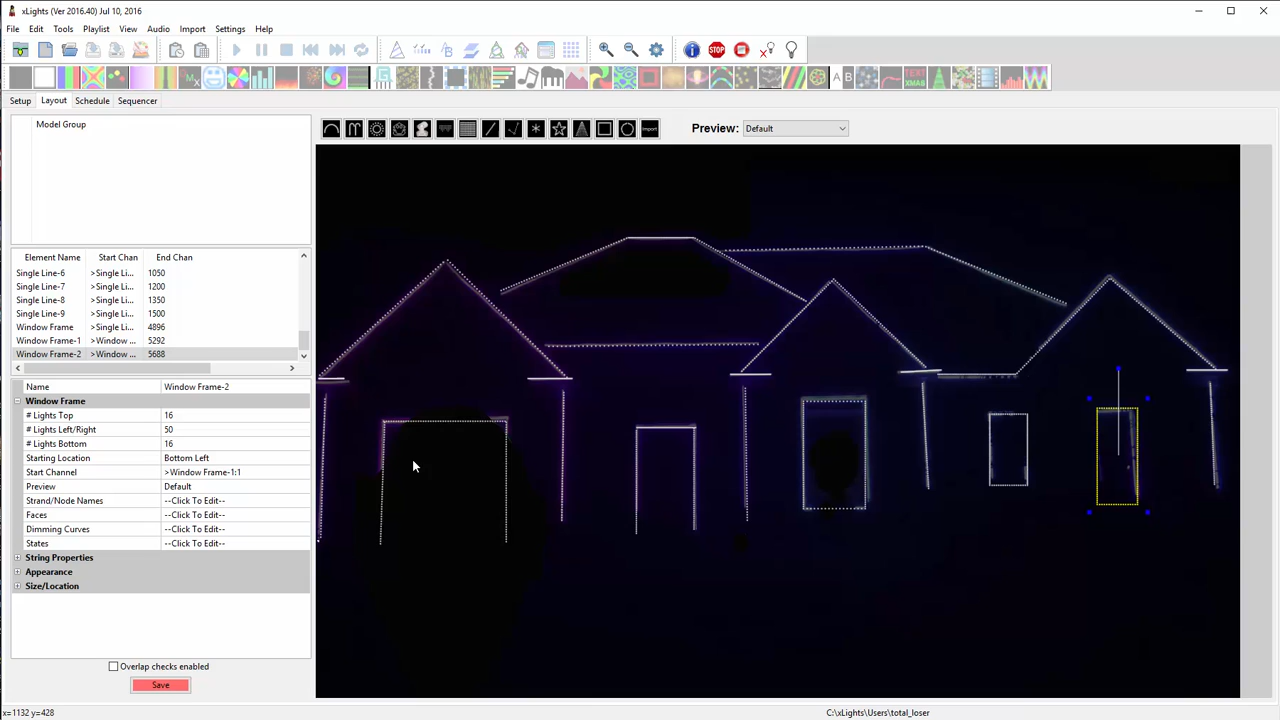 xLights (Ver 2016.40) Jul 10, 2016
File Edit Tools Playlist View Audio Import Settings Help
Setup Layout Schedule Sequencer
Model Group
import
Preview: Default
Element Name Start Chan End Chan
Single Line-6 >Single Li... 1050
Single Line-7 >Single Li... 1200
Single Line-8 >Single Li... 1350
Single Line-9 >Single Li... 1500
Window Frame >Single Li... 4896
Window Frame-1 >Window ... 5292
Window Frame-2 >Window ... 5688
Name Window Frame-2
Window Frame
# Lights Top 16
# Lights Left/Right 50
# Lights Bottom 16
Starting Location Bottom Left
Start Channel >Window Frame-1:1
Preview Default
Strand/Node Names --Click To Edit--
Faces --Click To Edit--
Dimming Curves --Click To Edit--
States --Click To Edit--
String Properties
Appearance
Size/Location
Overlap checks enabled
Save
x=1132 y=428 C:\xLights\Users\total_loser